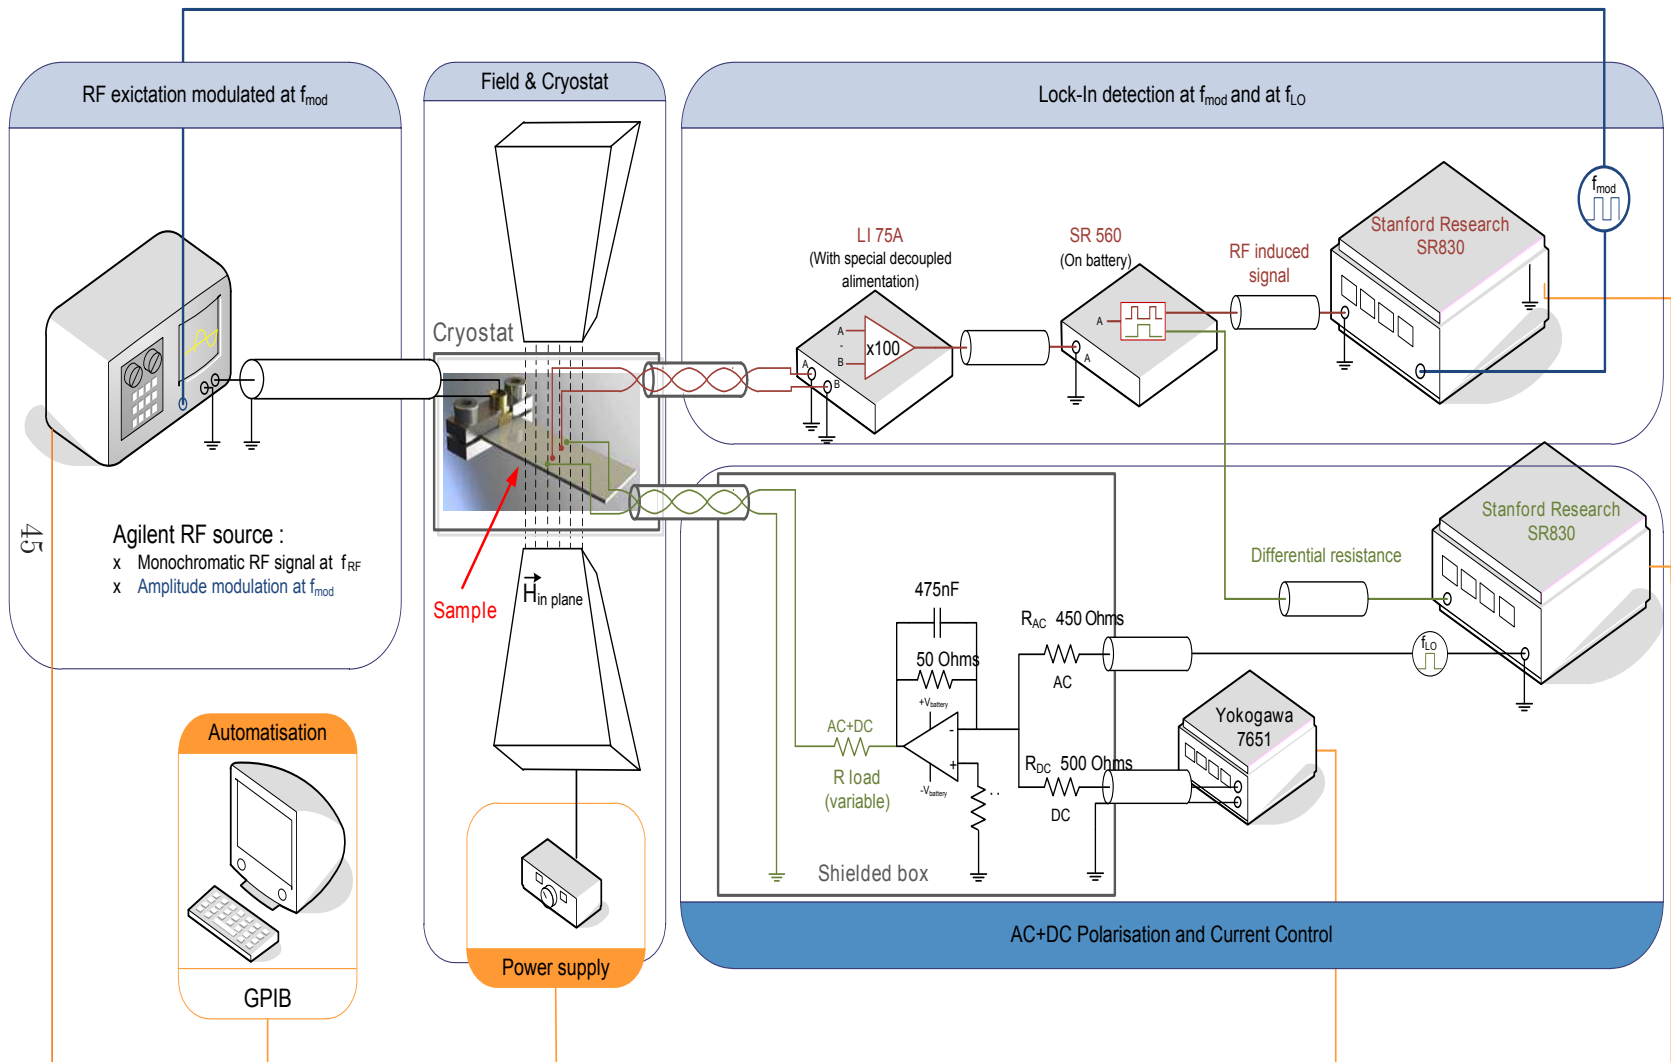 RF exictation modulated at fmod
Field & Cryostat
Lock-In detection at fmod and at fLO
fmod
Stanford Research
SR830
LI 75A
(With special decoupled
alimentation)
SR 560
(On battery)
RF induced
signal
A
-
B
x100
A
B
A
A
Cryostat
Agilent RF source :
x Monochromatic RF signal at fRF
x Amplitude modulation at fmod
45
Sample
H in plane
Stanford Research
SR830
Differential resistance
fLO
475nF
50 Ohms
RAC 450 Ohms
AC
+Vbattery
-
+
-Vbattery
AC+DC
R load
(variable)
RDC 500 Ohms
DC
Yokogawa
7651
Shielded box
AC+DC Polarisation and Current Control
Automatisation
GPIB
Power supply